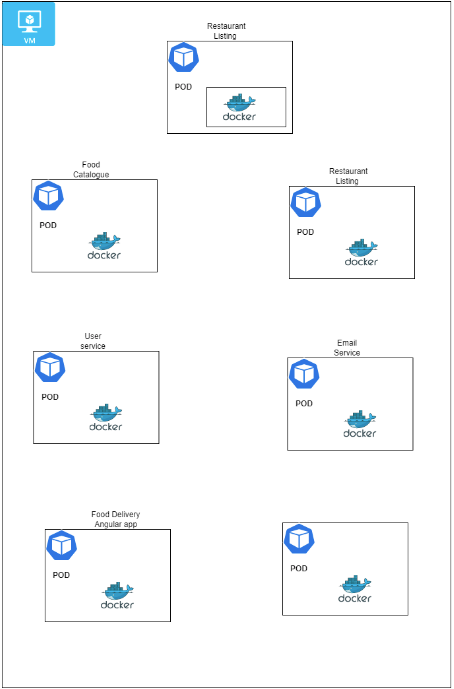 VM
Restaurant
Listing
POD
docker
Food
Catalogue
POD
docker
Restaurant
Listing
POD
docker
User
service
POD
docker
Email
Service
POD
docker
Food Delivery
Angular app
POD
docker
POD
docker